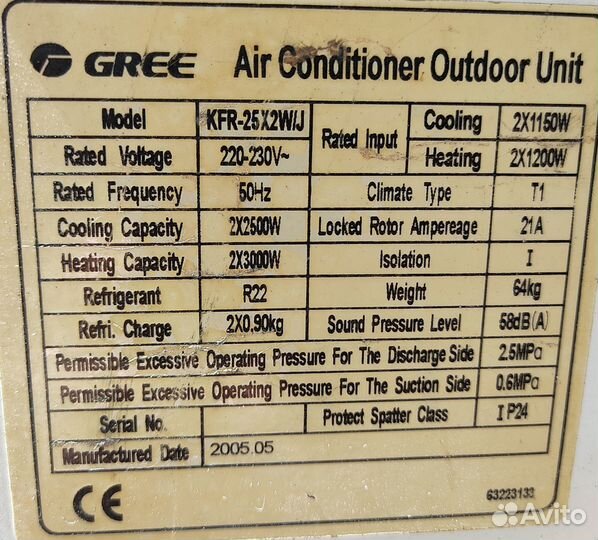 GREE Air Conditioner Outdoor Unit
Model KFR-25X2W/J Rated Input Cooling 2X1150W
Rated Voltage 220-230V~ Heating 2X1200W
Rated Frequency 50Hz Climate Type T1
Cooling Capacity 2X2500W Locked Rotor Ampereage 21A
Heating Capacity 2X3000W Isolation I
Refrigerant R22 Weight 64kg
Refri. Charge 2X0,90kg Sound Pressure Level 58dB(A)
Permissible Excessive Operating Pressure For The Discharge Side 2.5MPa
Permissible Excessive Operating Pressure For The Suction Side 0.6MPa
Serial No. Protect Spatter Class IP24
Manufactured Date 2005.05
CE 63223133
Avito